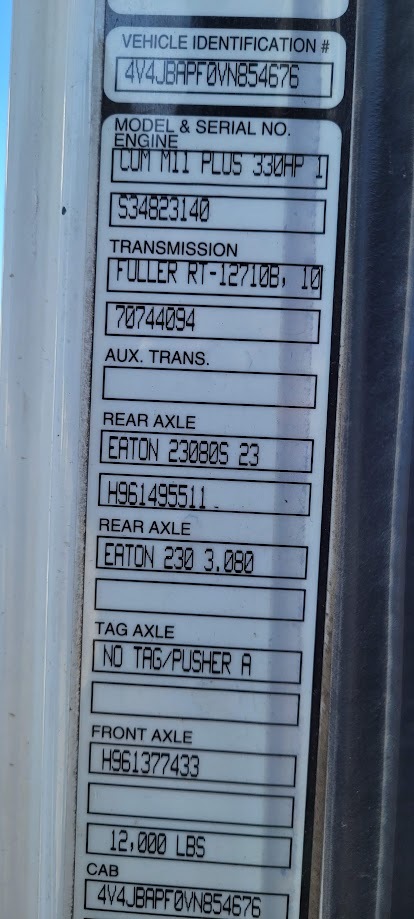 VEHICLE IDENTIFICATION #
4V4JBAPF0VN854676
MODEL & SERIAL NO.
ENGINE
CUM M11 PLUS 330HP 1
S34823140
TRANSMISSION
FULLER RT-12710B, 10
70744094
AUX. TRANS.
REAR AXLE
EATON 23080S 23
H961495511
REAR AXLE
EATON 230 3.080
TAG AXLE
NO TAG/PUSHER A
FRONT AXLE
H961377433
12,000 LBS
CAB
4V4JBAPF0VN854676